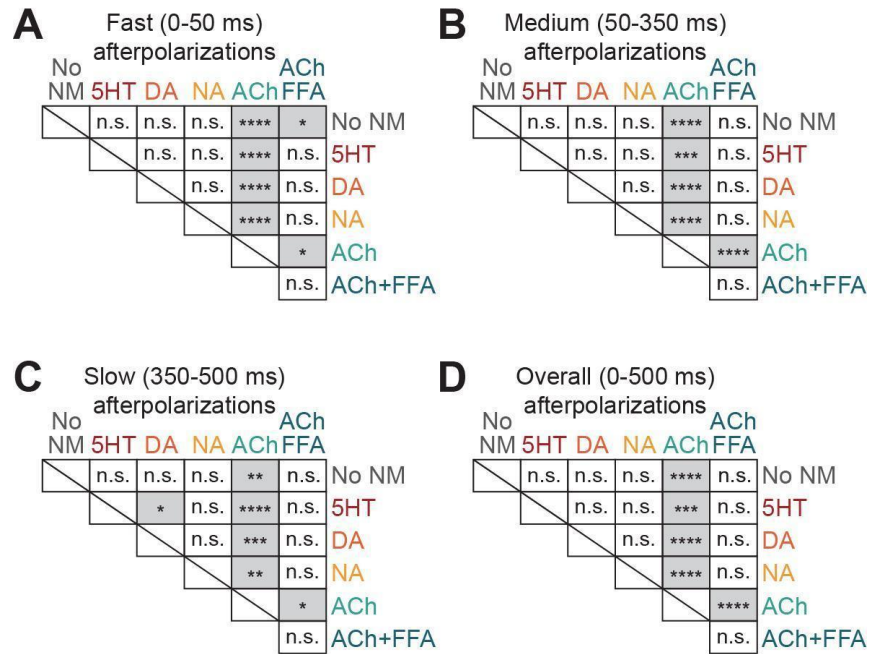 A
Fast (0-50 ms)
afterpolarizations
No
NM 5HT DA NA ACh ACh
FFA
n.s. n.s. n.s. **** * No NM
n.s. n.s. **** n.s. 5HT
n.s. **** n.s. DA
**** n.s. NA
* ACh
n.s. ACh+FFA
B
Medium (50-350 ms)
afterpolarizations
No
NM 5HT DA NA ACh ACh
FFA
n.s. n.s. n.s. **** n.s. No NM
n.s. n.s. *** n.s. 5HT
n.s. **** n.s. DA
**** n.s. NA
**** ACh
n.s. ACh+FFA
C
Slow (350-500 ms)
afterpolarizations
No
NM 5HT DA NA ACh ACh
FFA
n.s. n.s. n.s. ** n.s. No NM
* n.s. **** n.s. 5HT
n.s. *** n.s. DA
** n.s. NA
* ACh
n.s. ACh+FFA
D
Overall (0-500 ms)
afterpolarizations
No
NM 5HT DA NA ACh ACh
FFA
n.s. n.s. n.s. **** n.s. No NM
n.s. n.s. *** n.s. 5HT
n.s. **** n.s. DA
**** n.s. NA
**** ACh
n.s. ACh+FFA